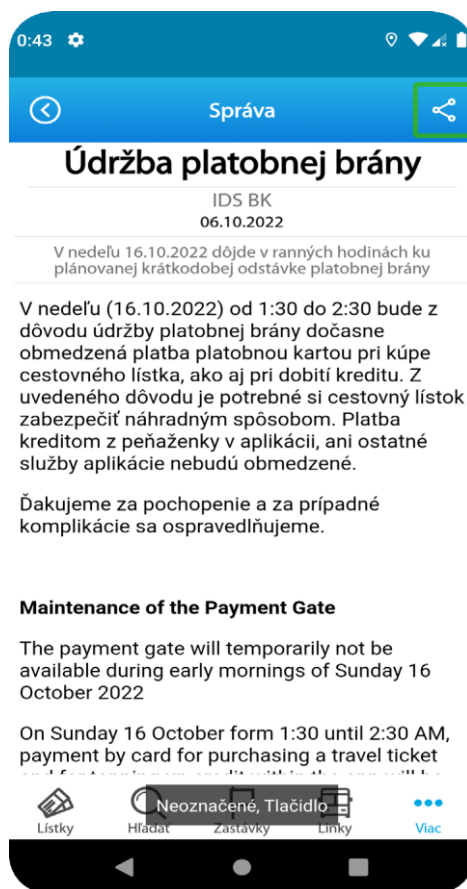 0:43
Správa
Údržba platobnej brány
IDS BK
06.10.2022
V nedeľu 16.10.2022 dôjde v ranných hodinách ku
plánovanej krátkodobej odstávke platobnej brány
V nedeľu (16.10.2022) od 1:30 do 2:30 bude z
dôvodu údržby platobnej brány dočasne
obmedzená platba platobnou kartou pri kúpe
cestovného lístka, ako aj pri dobití kreditu. Z
uvedeného dôvodu je potrebné si cestovný lístok
zabezpečiť náhradným spôsobom. Platba
kreditom z peňaženky v aplikácii, ani ostatné
služby aplikácie nebudú obmedzené.
Ďakujeme za pochopenie a za prípadné
komplikácie sa ospravedlňujeme.
Maintenance of the Payment Gate
The payment gate will temporarily not be
available during early mornings of Sunday 16
October 2022
On Sunday 16 October form 1:30 until 2:30 AM,
payment by card for purchasing a travel ticket
Neoznačené, Tlačidlo
Lístky Hľadať Zastávky Linky Viac